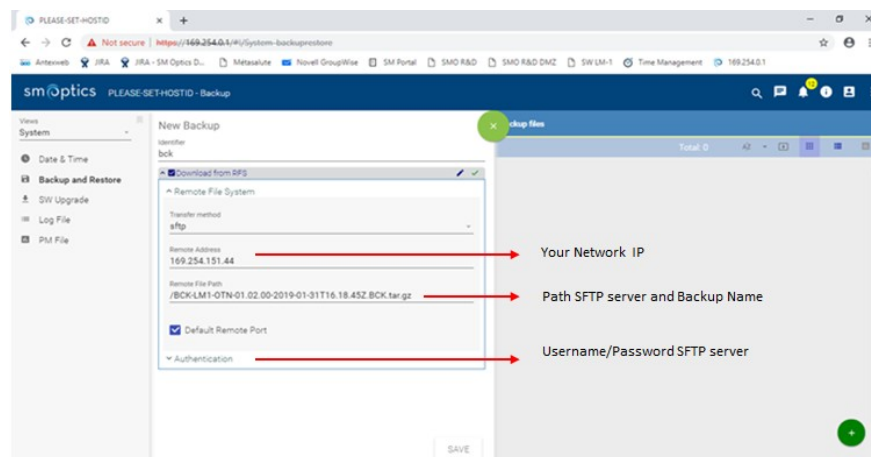 PLEASE-SET-HOSTID
Not secure | https://169.254.0.1/#!/System-backuprestore
Antexweb JIRA JIRA - SM Optics D... Metasalute Novell GroupWise SM Portal SMO R&D SMO R&D DMZ SW LM-1 Time Management 169.254.0.1
smoptics PLEASE-SET-HOSTID - Backup
Views
System
Date & Time
Backup and Restore
SW Upgrade
Log File
PM File
New Backup
Identifier
bck
Download from RFS
Remote File System
Transfer method
sftp
Remote Address
169.254.151.44
Remote File Path
/BCK-LM1-OTN-01.02.00-2019-01-31T16.18.45Z.BCK.tar.gz
Default Remote Port
Authentication
SAVE
ckup files
Total: 0
Your Network IP
Path SFTP server and Backup Name
Username/Password SFTP server